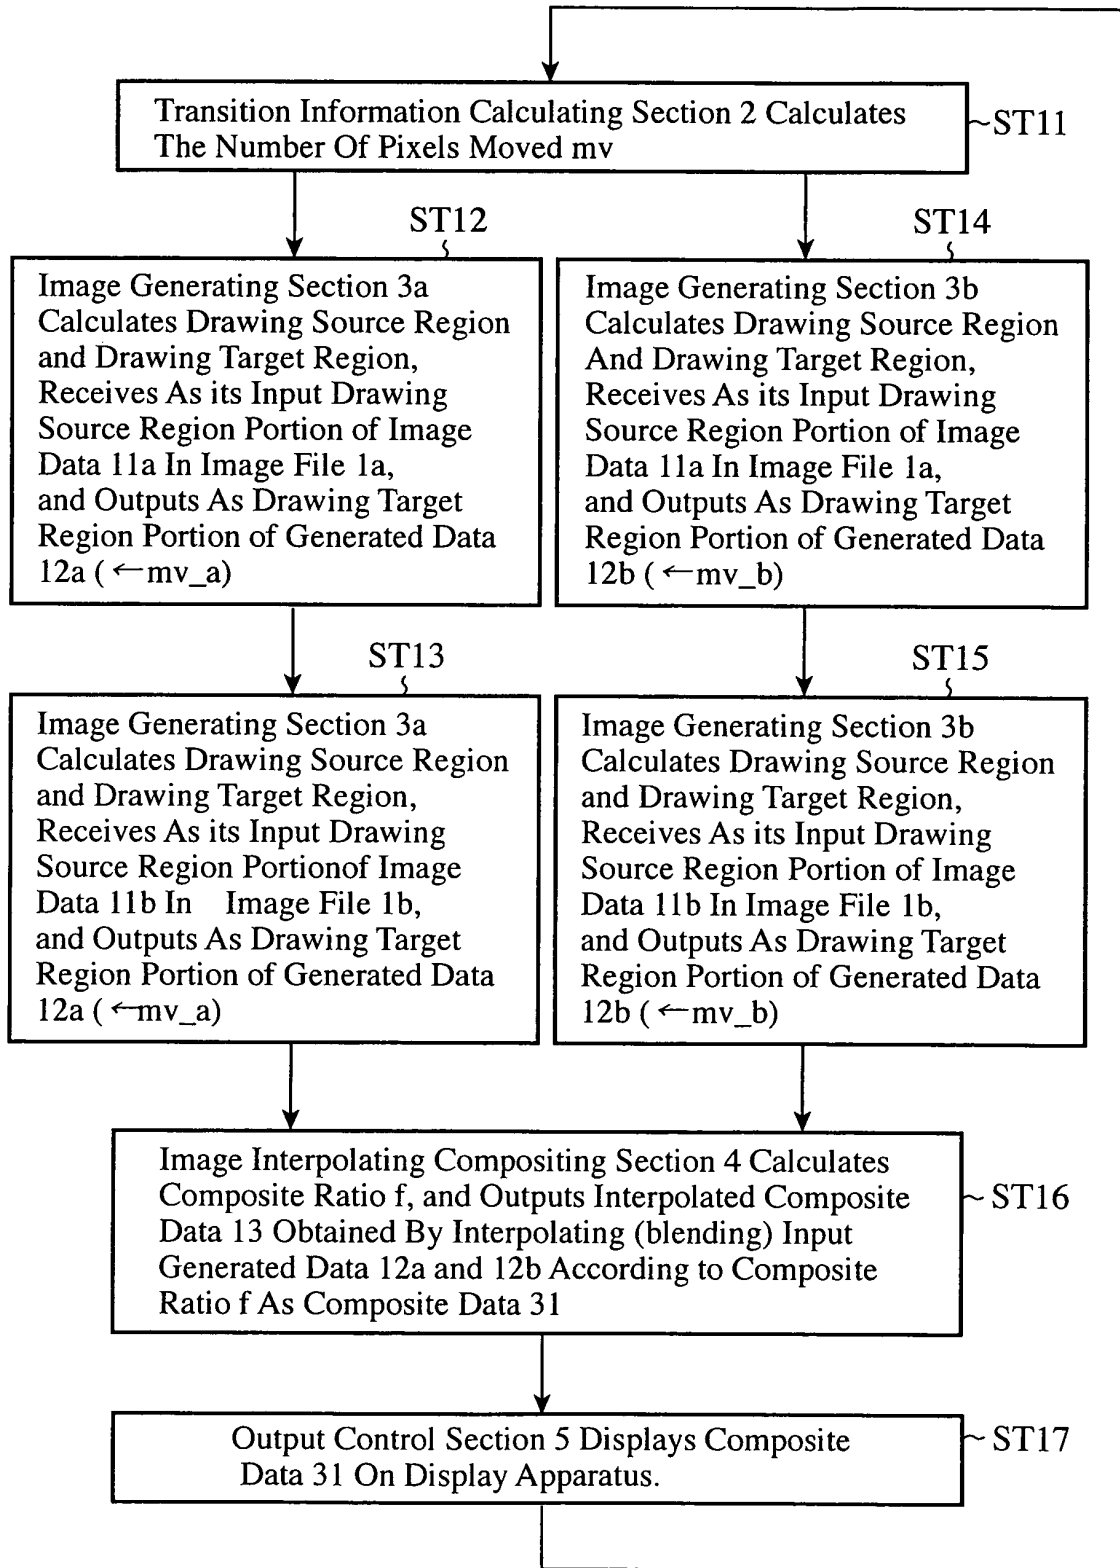 Transition Information Calculating Section 2 Calculates
The Number Of Pixels Moved mv
ST11
ST12
Image Generating Section 3a
Calculates Drawing Source Region
and Drawing Target Region,
Receives As its Input Drawing
Source Region Portion of Image
Data 11a In Image File 1a,
and Outputs As Drawing Target
Region Portion of Generated Data
12a (←mv_a)
ST14
Image Generating Section 3b
Calculates Drawing Source Region
And Drawing Target Region,
Receives As its Input Drawing
Source Region Portion of Image
Data 11a In Image File 1a,
and Outputs As Drawing Target
Region Portion of Generated Data
12b (←mv_b)
ST13
Image Generating Section 3a
Calculates Drawing Source Region
and Drawing Target Region,
Receives As its Input Drawing
Source Region Portionof Image
Data 11b In Image File 1b,
and Outputs As Drawing Target
Region Portion of Generated Data
12a (←mv_a)
ST15
Image Generating Section 3b
Calculates Drawing Source Region
and Drawing Target Region,
Receives As its Input Drawing
Source Region Portion of Image
Data 11b In Image File 1b,
and Outputs As Drawing Target
Region Portion of Generated Data
12b (←mv_b)
Image Interpolating Compositing Section 4 Calculates
Composite Ratio f, and Outputs Interpolated Composite
Data 13 Obtained By Interpolating (blending) Input
Generated Data 12a and 12b According to Composite
Ratio f As Composite Data 31
ST16
Output Control Section 5 Displays Composite
Data 31 On Display Apparatus.
ST17